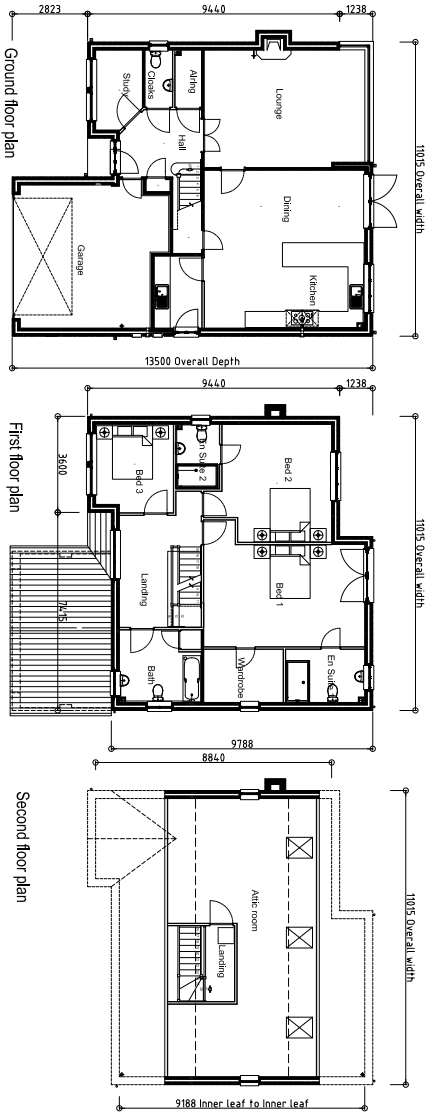 2823
9440
1238
Ground floor plan
Study
Cloaks
Airing
Hall
Lounge
Dining
Kitchen
Garage
11015 Overall width
13500 Overall Depth
9440
1238
First floor plan
3600
7415
Bed 3
En Suite 2
Bed 2
Bed 1
Landing
Bath
Wardrobe
En Suite
11015 Overall width
9788
8840
Second floor plan
Attic room
Landing
11015 Overall width
9188 Inner leaf to Inner leaf